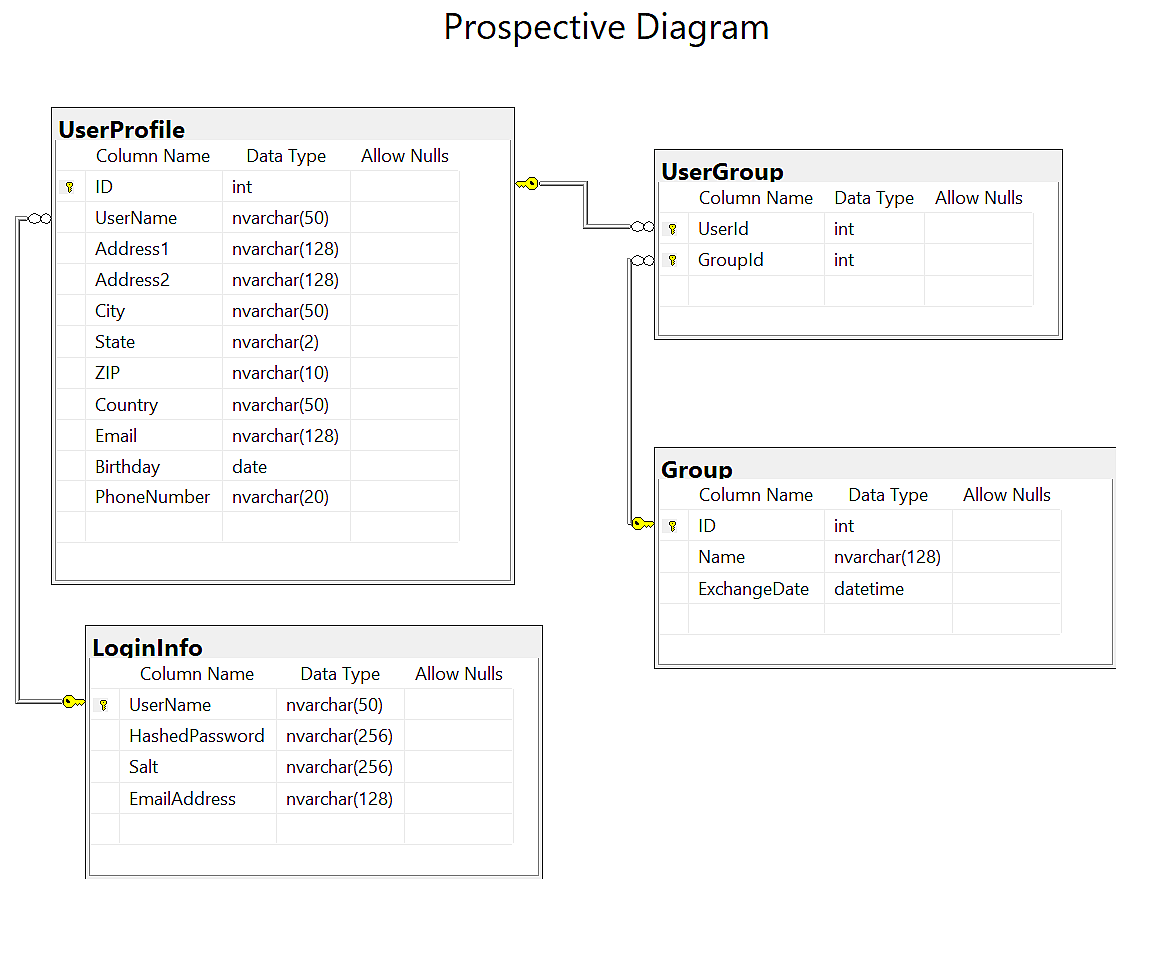 Prospective Diagram
UserProfile
Column Name Data Type Allow Nulls
ID int
UserName nvarchar(50)
Address1 nvarchar(128)
Address2 nvarchar(128)
City nvarchar(50)
State nvarchar(2)
ZIP nvarchar(10)
Country nvarchar(50)
Email nvarchar(128)
Birthday date
PhoneNumber nvarchar(20)
UserGroup
Column Name Data Type Allow Nulls
UserId int
GroupId int
Group
Column Name Data Type Allow Nulls
ID int
Name nvarchar(128)
ExchangeDate datetime
LoginInfo
Column Name Data Type Allow Nulls
UserName nvarchar(50)
HashedPassword nvarchar(256)
Salt nvarchar(256)
EmailAddress nvarchar(128)